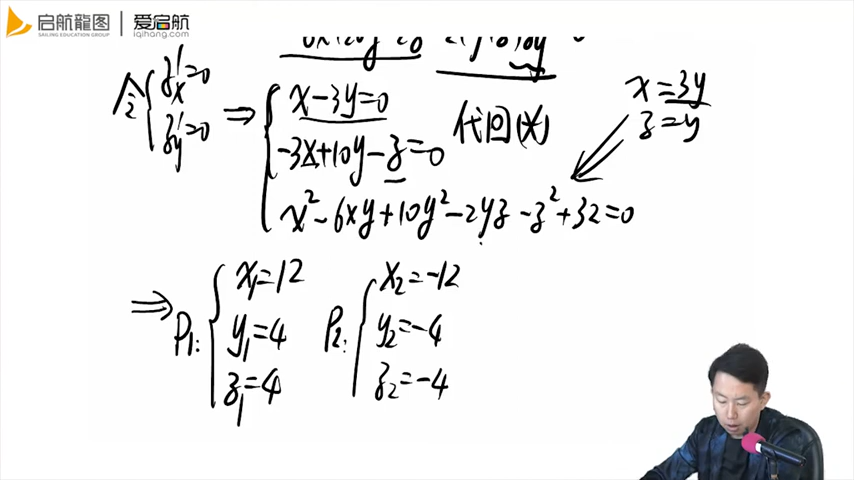 启航龍图 爱启航
SAILING EDUCATION GROUP iqihang.com
令 { z'x=0 z'y=0 ⇒
x-3y=0
-3x+10y-z=0
x²-6xy+10y²-2yz-z²+32=0
代回(*)
x=3y
z=y
⇒ P1: { x1=12
y1=4
z1=4
P2: { x2=-12
y2=-4
z2=-4